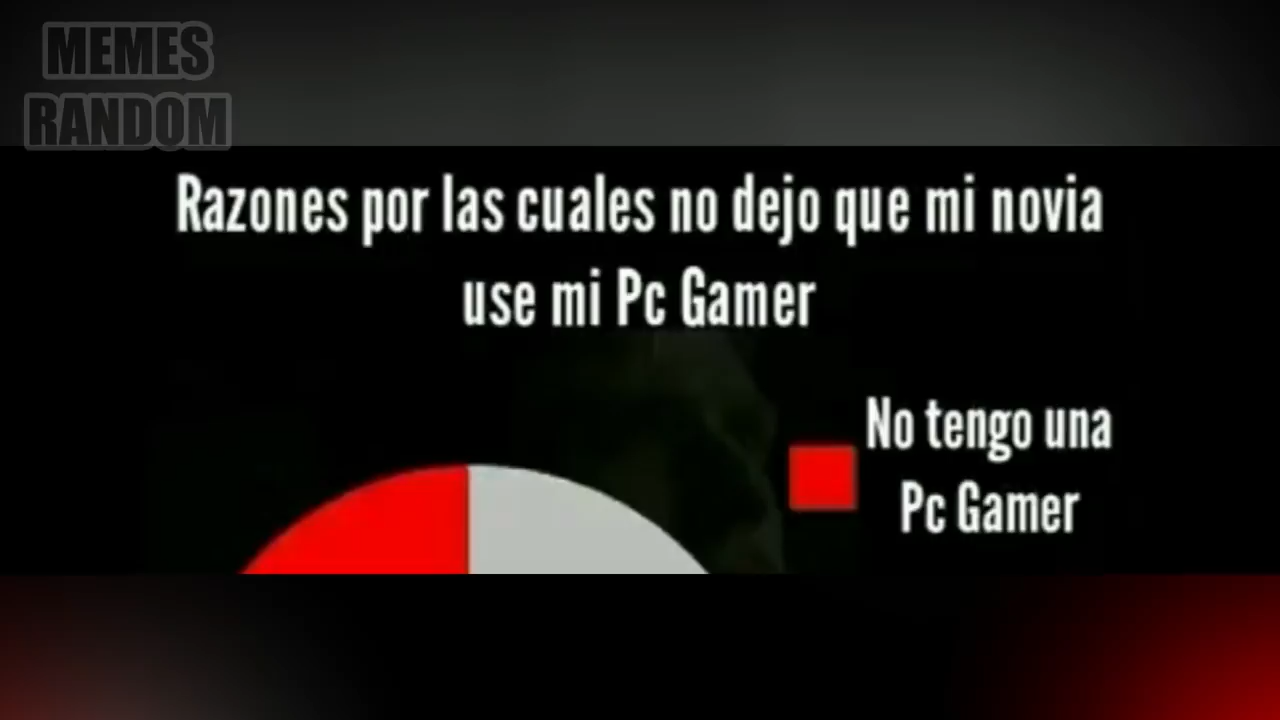 MEMES
RANDOM
Razones por las cuales no dejo que mi novia
use mi Pc Gamer
No tengo una
Pc Gamer